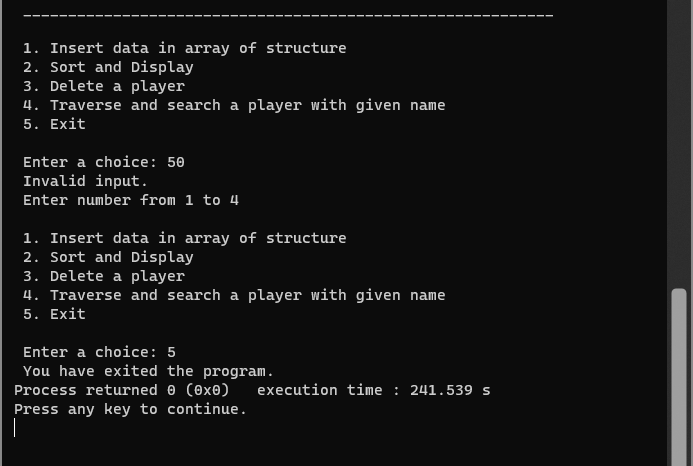 ___________________________________________________________
1. Insert data in array of structure
2. Sort and Display
3. Delete a player
4. Traverse and search a player with given name
5. Exit
Enter a choice: 50
Invalid input.
Enter number from 1 to 4
1. Insert data in array of structure
2. Sort and Display
3. Delete a player
4. Traverse and search a player with given name
5. Exit
Enter a choice: 5
You have exited the program.
Process returned 0 (0x0)   execution time : 241.539 s
Press any key to continue.